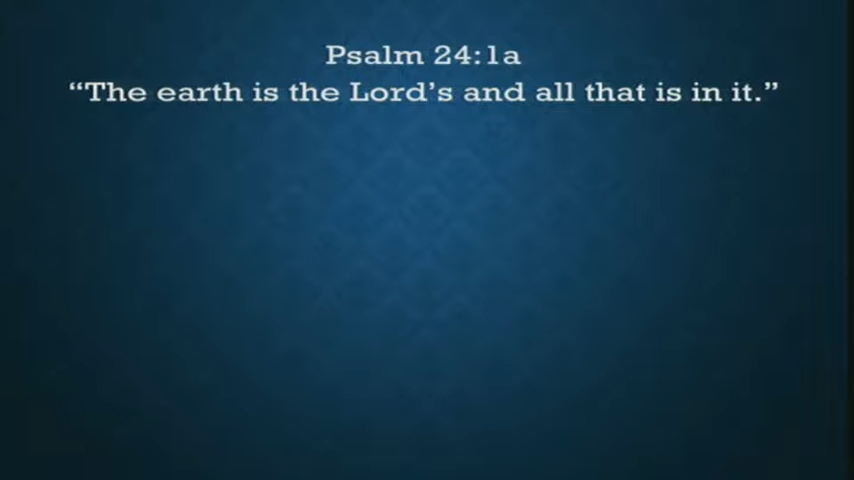 Psalm 24:1a
“The earth is the Lord’s and all that is in it.”